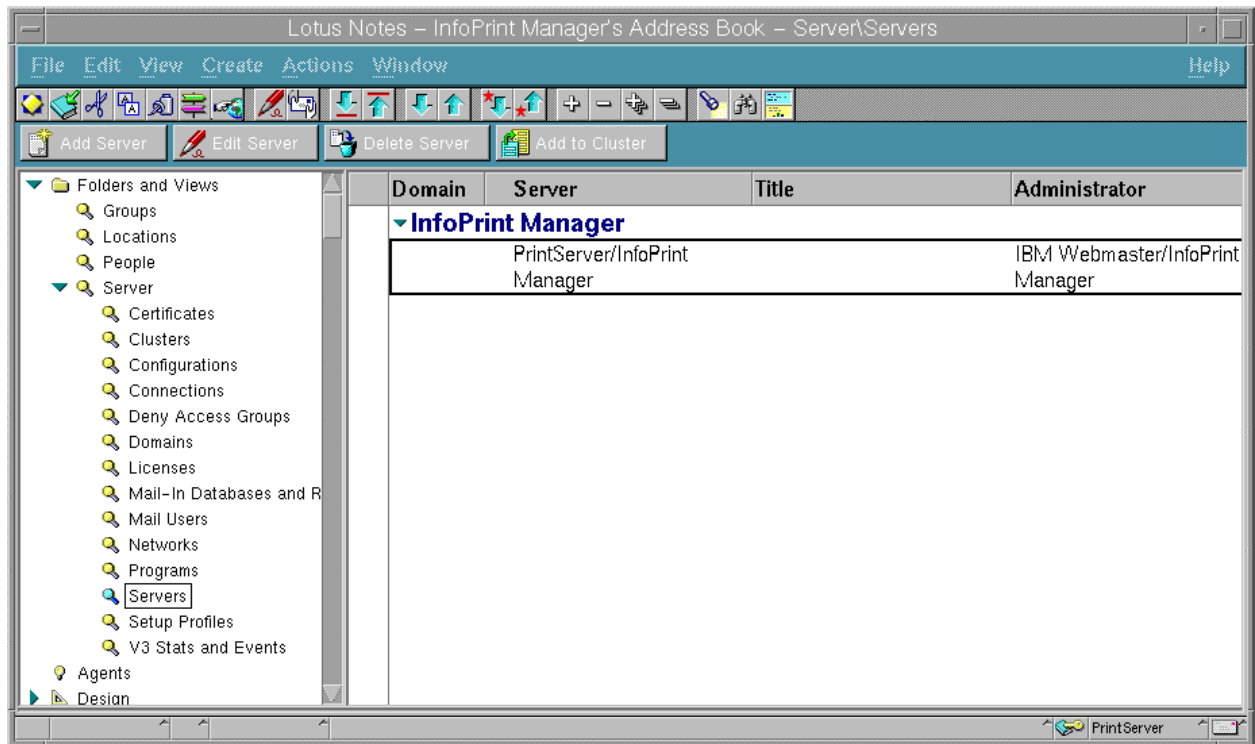 Lotus Notes – InfoPrint Manager's Address Book – Server\Servers
File Edit View Create Actions Window Help
Add Server Edit Server Delete Server Add to Cluster
Folders and Views
Groups
Locations
People
Server
Certificates
Clusters
Configurations
Connections
Deny Access Groups
Domains
Licenses
Mail-In Databases and R
Mail Users
Networks
Programs
Servers
Setup Profiles
V3 Stats and Events
Agents
Design
Domain Server Title Administrator
InfoPrint Manager
PrintServer/InfoPrint IBM Webmaster/InfoPrint
Manager Manager
PrintServer